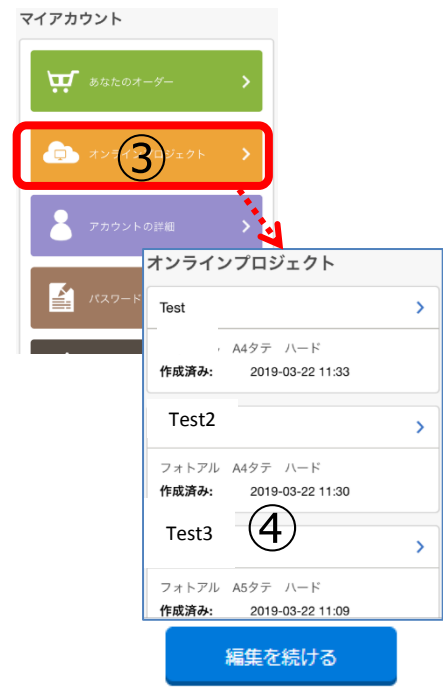 マイアカウント
あなたのオーダー
③
オンラインプロジェクト
アカウントの詳細
パスワード
オンラインプロジェクト
Test
A4タテ ハード
作成済み: 2019-03-22 11:33
Test2
フォトアル A4タテ ハード
作成済み: 2019-03-22 11:30
Test3
④
フォトアル A5タテ ハード
作成済み: 2019-03-22 11:09
編集を続ける